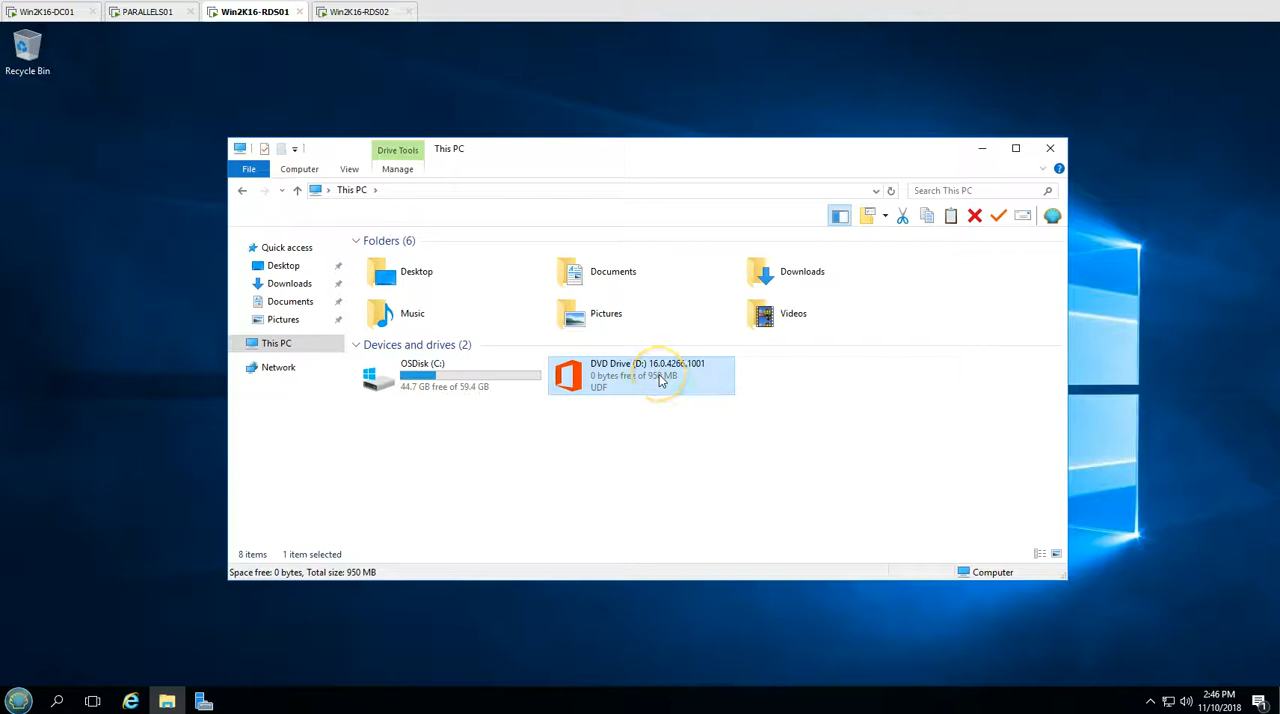 Win2K16-DC01
PARALLELS01
Win2K16-RDS01
Win2K16-RDS02
Recycle Bin
Drive Tools
This PC
File
Computer
View
Manage
This PC
Search This PC
Quick access
Desktop
Downloads
Documents
Pictures
This PC
Network
Folders (6)
Desktop
Documents
Downloads
Music
Pictures
Videos
Devices and drives (2)
OSDisk (C:)
44.7 GB free of 59.4 GB
DVD Drive (D:) 16.0.4266.1001
0 bytes free of 950 MB
UDF
8 items
1 item selected
Space free: 0 bytes, Total size: 950 MB
Computer
2:46 PM
11/10/2018
1